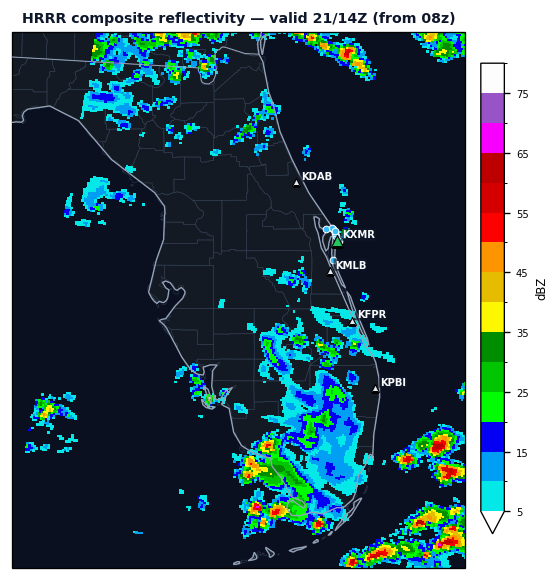 HRRR composite reflectivity — valid 21/14Z (from 08z)
KDAB
KXMR
KMLB
KFPR
KPBI
75
65
55
45
35
25
15
5
dBZ